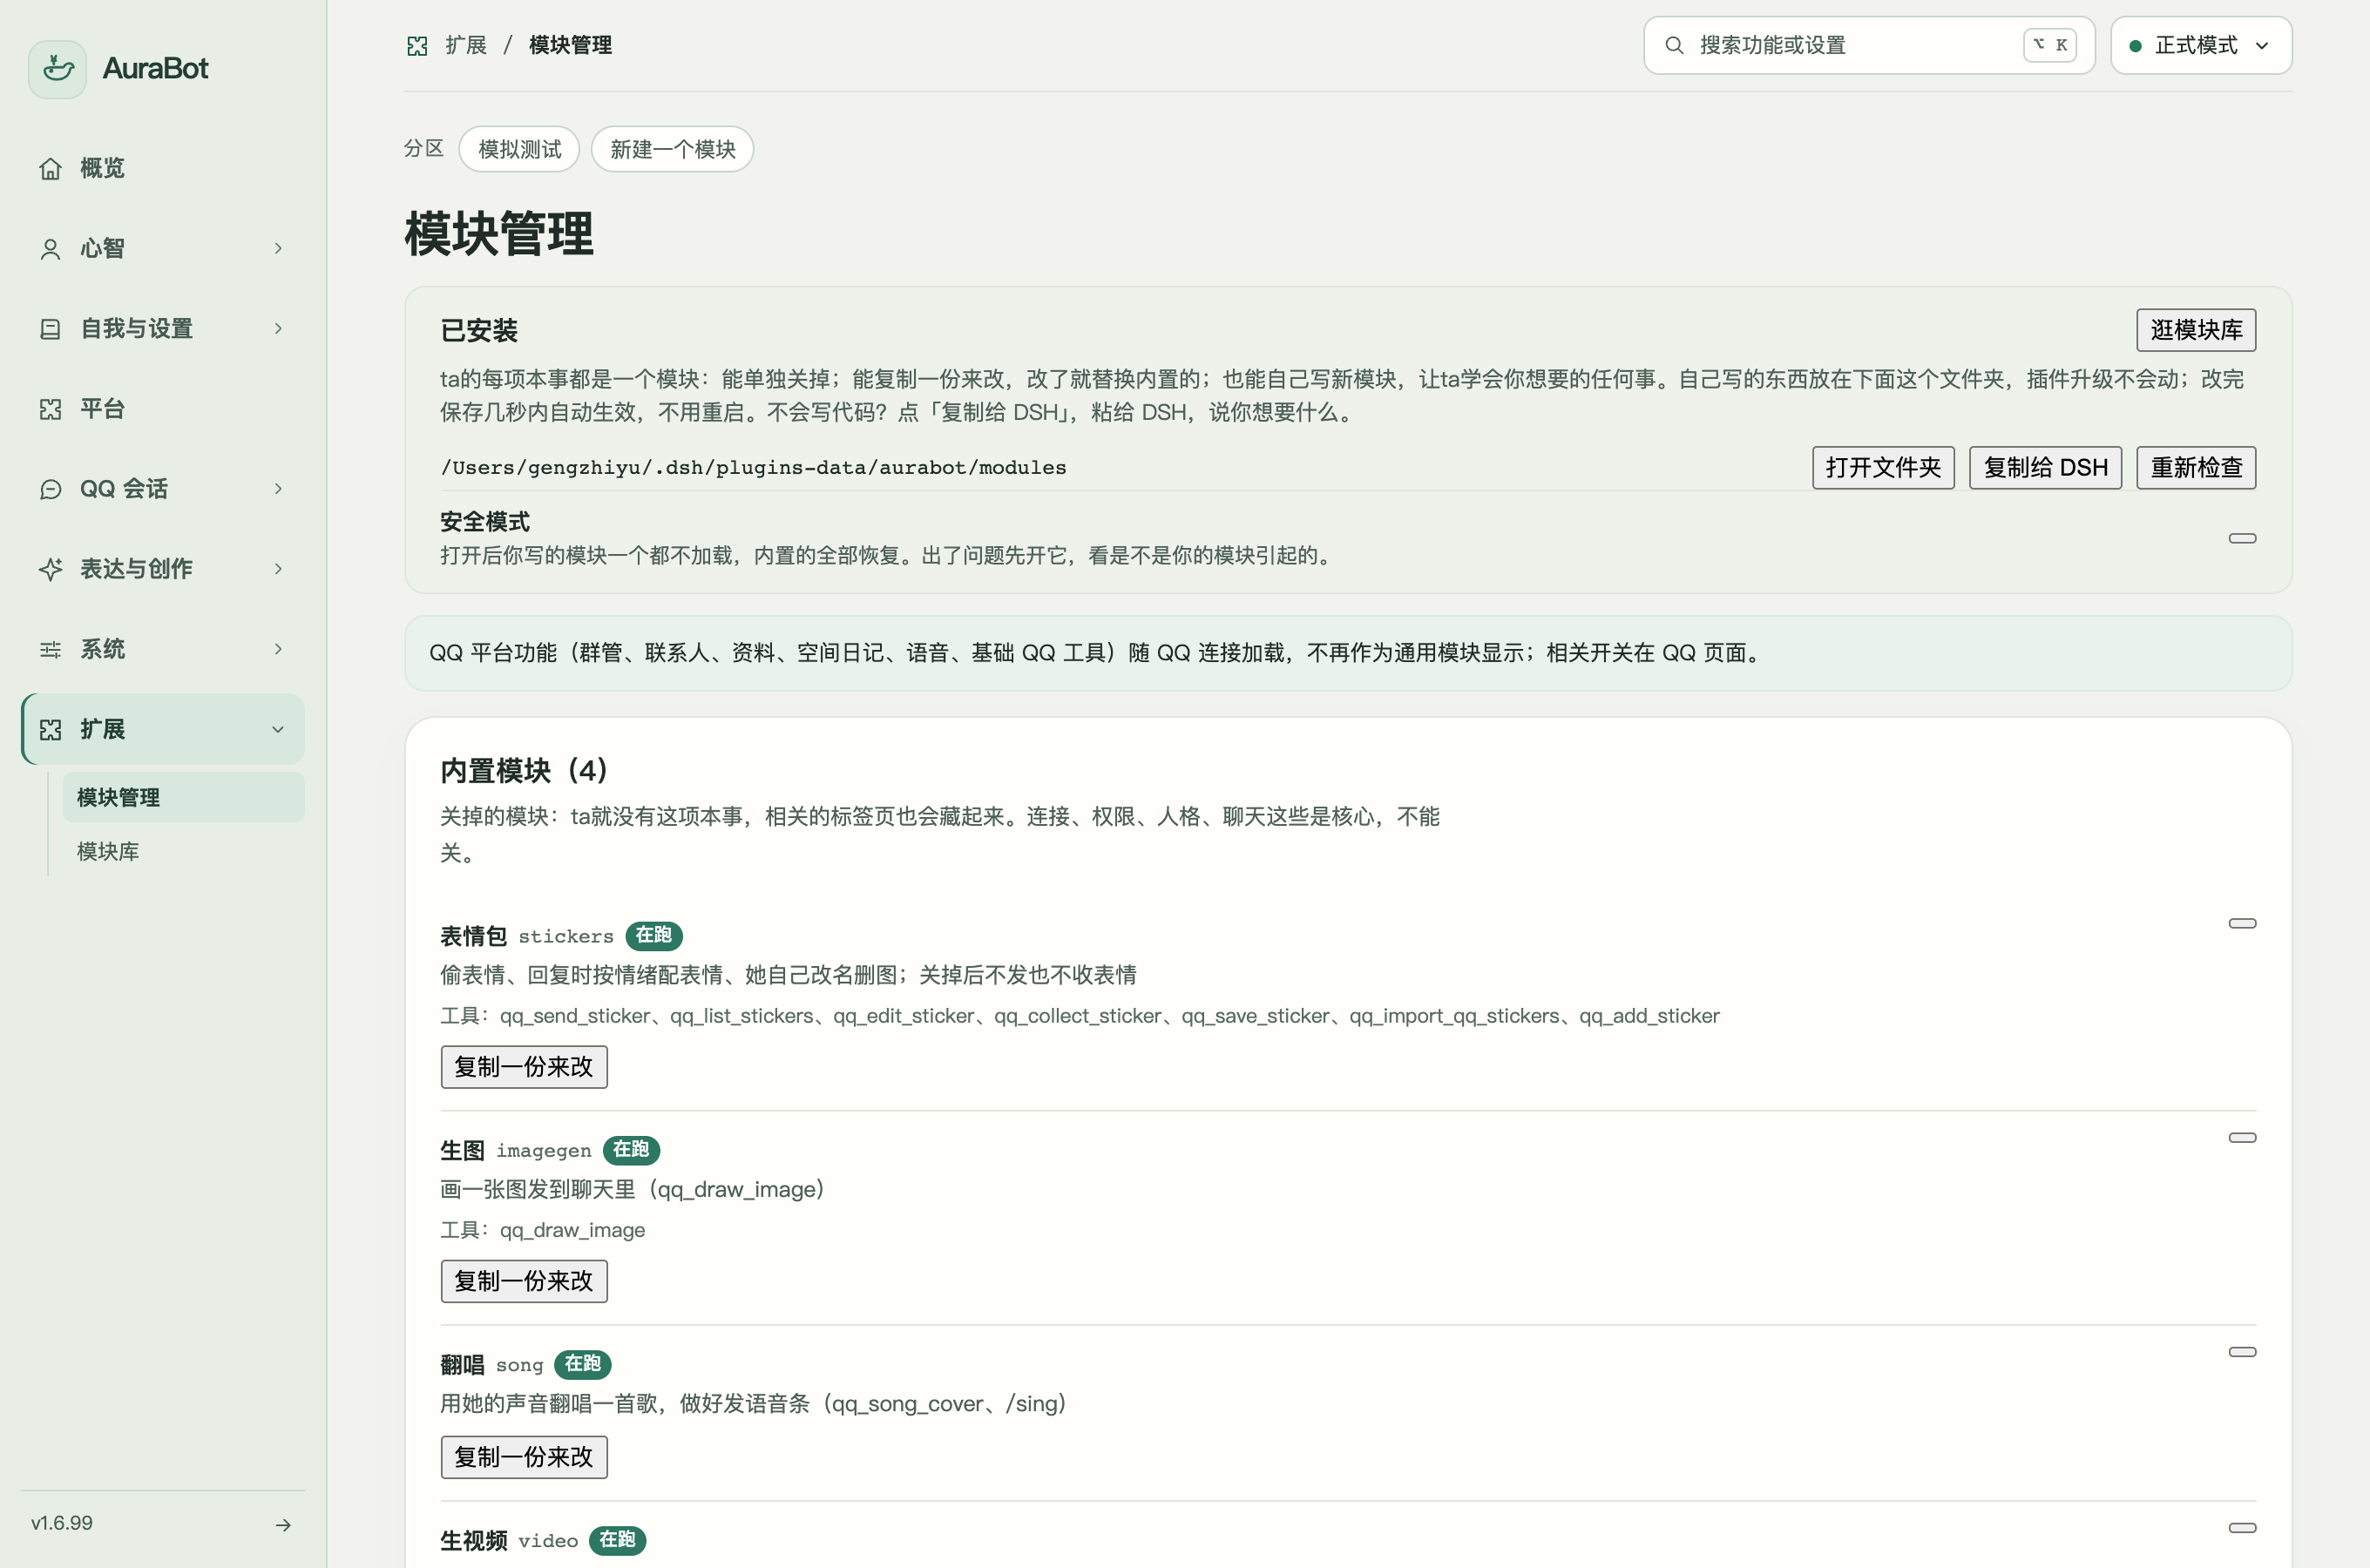 AuraBot
概览
心智
自我与设置
平台
QQ 会话
表达与创作
系统
扩展
模块管理
模块库
v1.6.99
扩展 / 模块管理
搜索功能或设置
⌥ K
正式模式
分区
模拟测试
新建一个模块
模块管理
已安装
逛模块库
ta的每项本事都是一个模块：能单独关掉；能复制一份来改，改了就替换内置的；也能自己写新模块，让ta学会你想要的任何事。自己写的东西放在下面这个文件夹，插件升级不会动；改完
保存几秒内自动生效，不用重启。不会写代码？点「复制给 DSH」，粘给 DSH，说你想要什么。
/Users/gengzhiyu/.dsh/plugins-data/aurabot/modules
打开文件夹
复制给 DSH
重新检查
安全模式
打开后你写的模块一个都不加载，内置的全部恢复。出了问题先开它，看是不是你的模块引起的。
QQ 平台功能（群管、联系人、资料、空间日记、语音、基础 QQ 工具）随 QQ 连接加载，不再作为通用模块显示；相关开关在 QQ 页面。
内置模块（4）
关掉的模块：ta就没有这项本事，相关的标签页也会藏起来。连接、权限、人格、聊天这些是核心，不能
关。
表情包 stickers 在跑
偷表情、回复时按情绪配表情、她自己改名删图；关掉后不发也不收表情
工具：qq_send_sticker、qq_list_stickers、qq_edit_sticker、qq_collect_sticker、qq_save_sticker、qq_import_qq_stickers、qq_add_sticker
复制一份来改
生图 imagegen 在跑
画一张图发到聊天里（qq_draw_image）
工具：qq_draw_image
复制一份来改
翻唱 song 在跑
用她的声音翻唱一首歌，做好发语音条（qq_song_cover、/sing）
复制一份来改
生视频 video 在跑